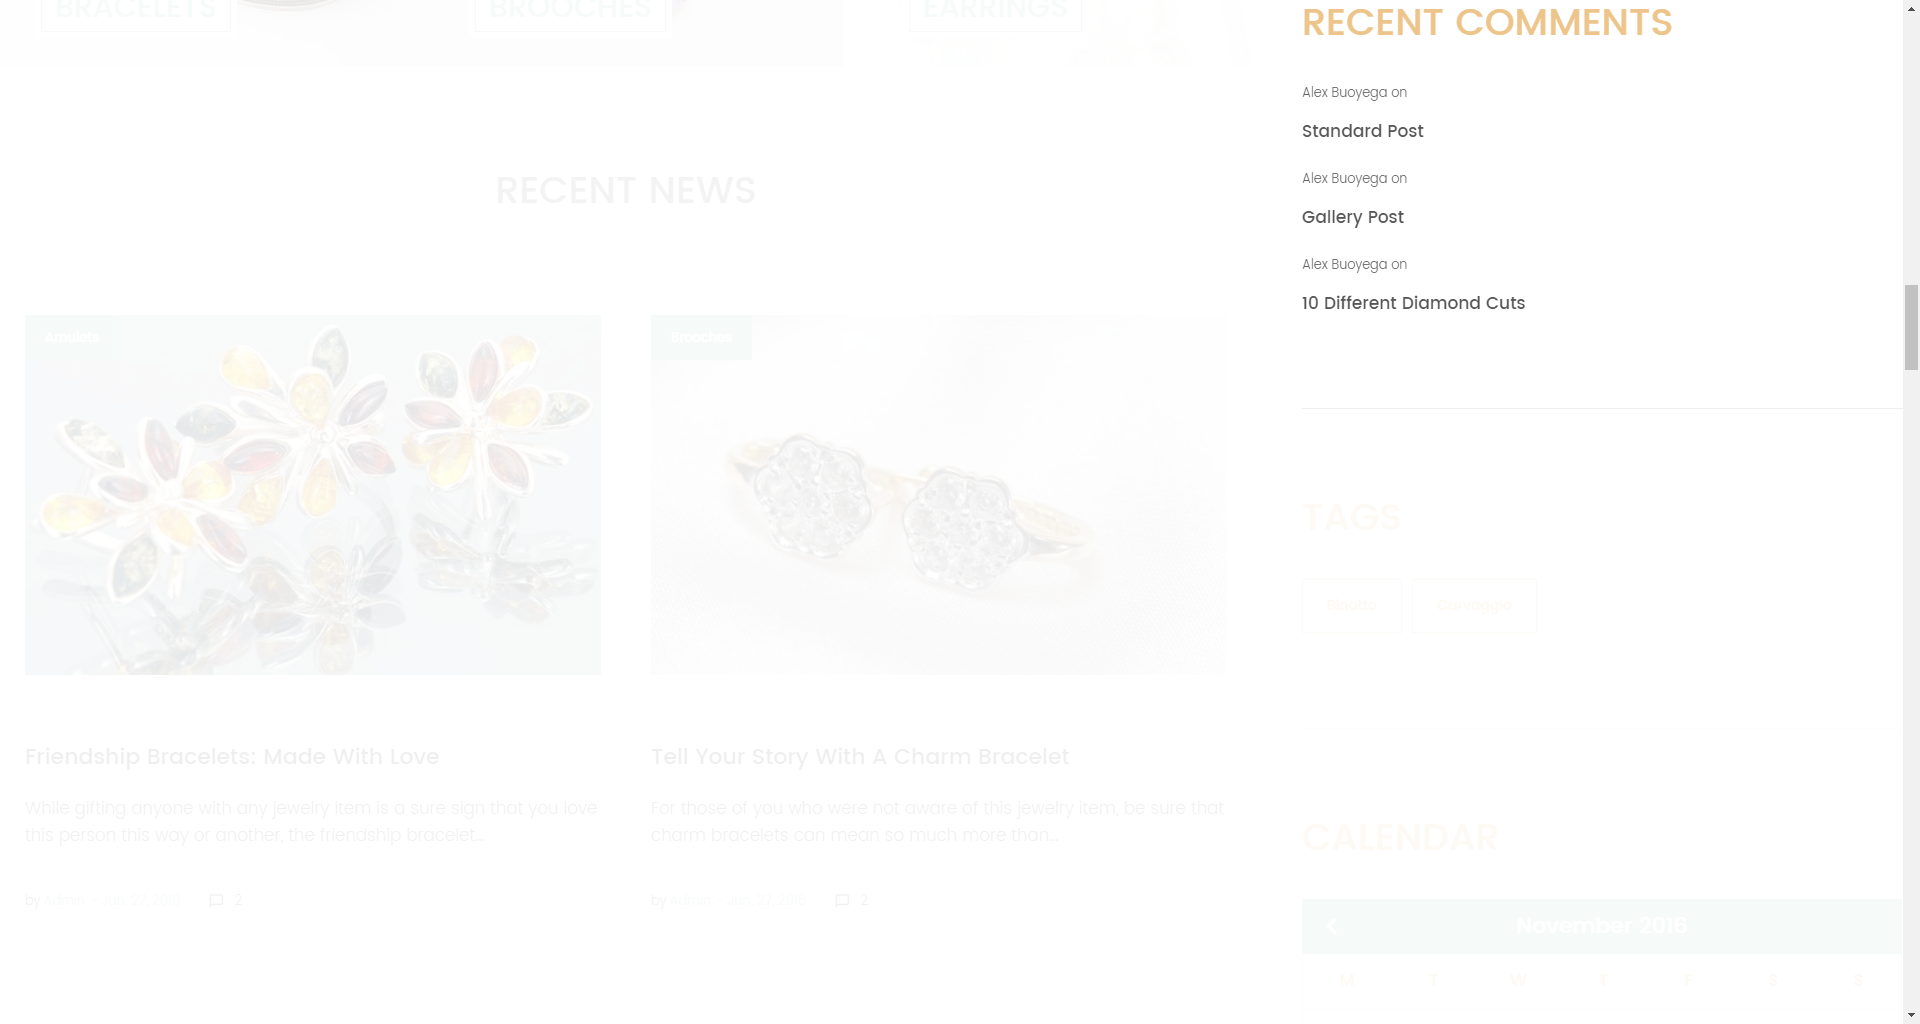 BRACELETS
BROOCHES
EARRINGS
RECENT NEWS
Amulets
Friendship Bracelets: Made With Love
While gifting anyone with any jewelry item is a sure sign that you love
this person this way or another, the friendship bracelet...
by Admin - Jun 27, 2016 2
Brooches
Tell Your Story With A Charm Bracelet
For those of you who were not aware of this jewelry item, be sure that
charm bracelets can mean so much more than...
by Admin - Jun 27, 2016 2
RECENT COMMENTS
Alex Buoyega on
Standard Post
Alex Buoyega on
Gallery Post
Alex Buoyega on
10 Different Diamond Cuts
TAGS
CALENDAR
November 2016
M T W T F S S